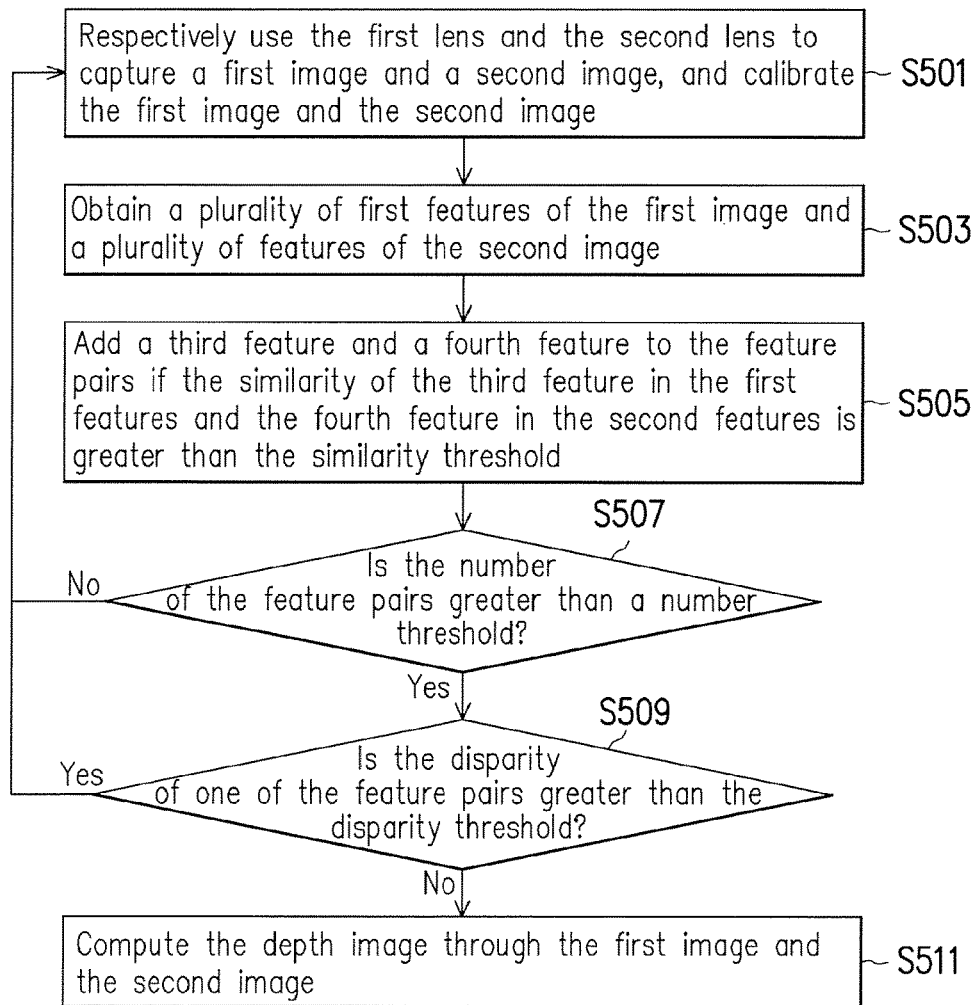 Respectively use the first lens and the second lens to
capture a first image and a second image, and calibrate
the first image and the second image
S501
Obtain a plurality of first features of the first image and
a plurality of features of the second image
S503
Add a third feature and a fourth feature to the feature
pairs if the similarity of the third feature in the first
features and the fourth feature in the second features is
greater than the similarity threshold
S505
S507
Is the number
of the feature pairs greater than a number
threshold?
No
Yes
S509
Is the disparity
of one of the feature pairs greater than the
disparity threshold?
Yes
No
Compute the depth image through the first image and
the second image
S511